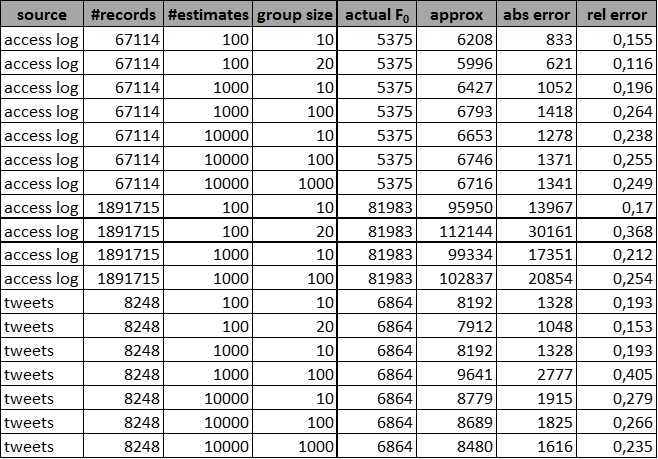 source #records #estimates group size actual F₀ approx abs error rel error
access log 67114 100 10 5375 6208 833 0,155
access log 67114 100 20 5375 5996 621 0,116
access log 67114 1000 10 5375 6427 1052 0,196
access log 67114 1000 100 5375 6793 1418 0,264
access log 67114 10000 10 5375 6653 1278 0,238
access log 67114 10000 100 5375 6746 1371 0,255
access log 67114 10000 1000 5375 6716 1341 0,249
access log 1891715 100 10 81983 95950 13967 0,17
access log 1891715 100 20 81983 112144 30161 0,368
access log 1891715 1000 10 81983 99334 17351 0,212
access log 1891715 1000 100 81983 102837 20854 0,254
tweets 8248 100 10 6864 8192 1328 0,193
tweets 8248 100 20 6864 7912 1048 0,153
tweets 8248 1000 10 6864 8192 1328 0,193
tweets 8248 1000 100 6864 9641 2777 0,405
tweets 8248 10000 10 6864 8779 1915 0,279
tweets 8248 10000 100 6864 8689 1825 0,266
tweets 8248 10000 1000 6864 8480 1616 0,235